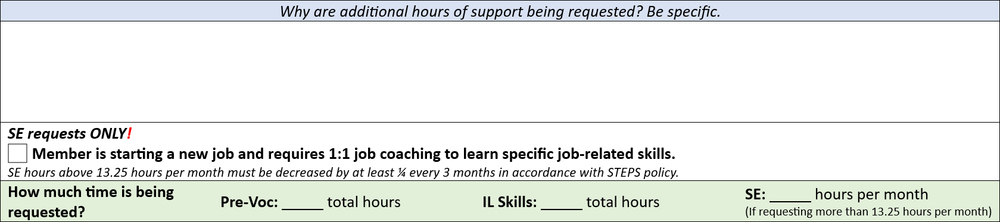 Why are additional hours of support being requested? Be specific.
SE requests ONLY!
Member is starting a new job and requires 1:1 job coaching to learn specific job-related skills.
SE hours above 13.25 hours per month must be decreased by at least ¼ every 3 months in accordance with STEPS policy.
How much time is being
requested?
Pre-Voc: _____ total hours
IL Skills: _____ total hours
SE: _____ hours per month
(If requesting more than 13.25 hours per month)